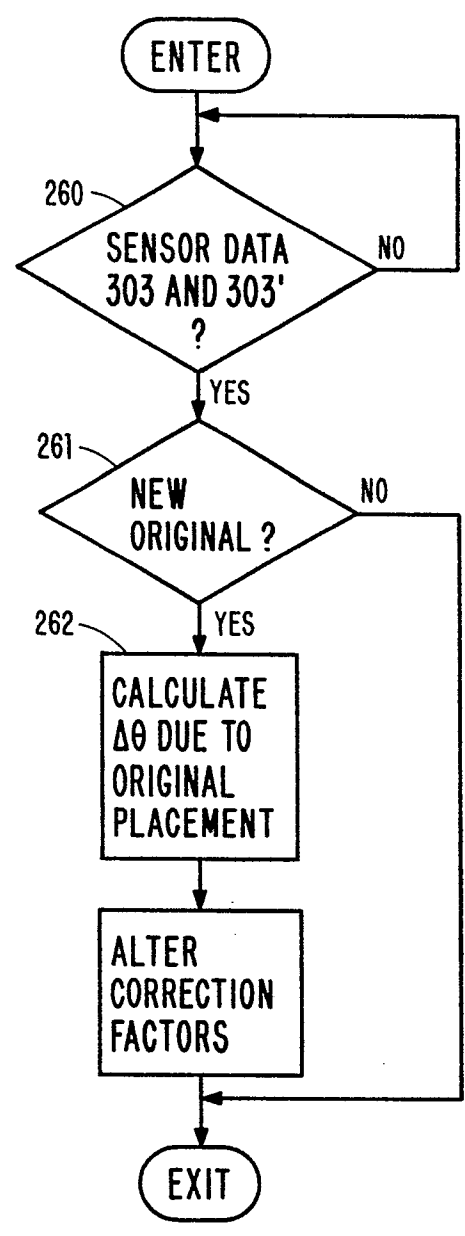 ENTER
260
SENSOR DATA
303 AND 303'
?
NO
YES
261
NEW
ORIGINAL ?
NO
YES
262
CALCULATE
Δθ DUE TO
ORIGINAL
PLACEMENT
ALTER
CORRECTION
FACTORS
EXIT